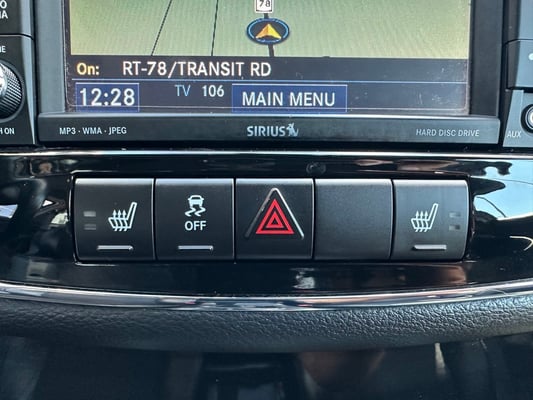 78
On: RT-78/TRANSIT RD
12:28 TV 106 MAIN MENU
MP3 · WMA · JPEG SIRIUS HARD DISC DRIVE
AUX
OFF